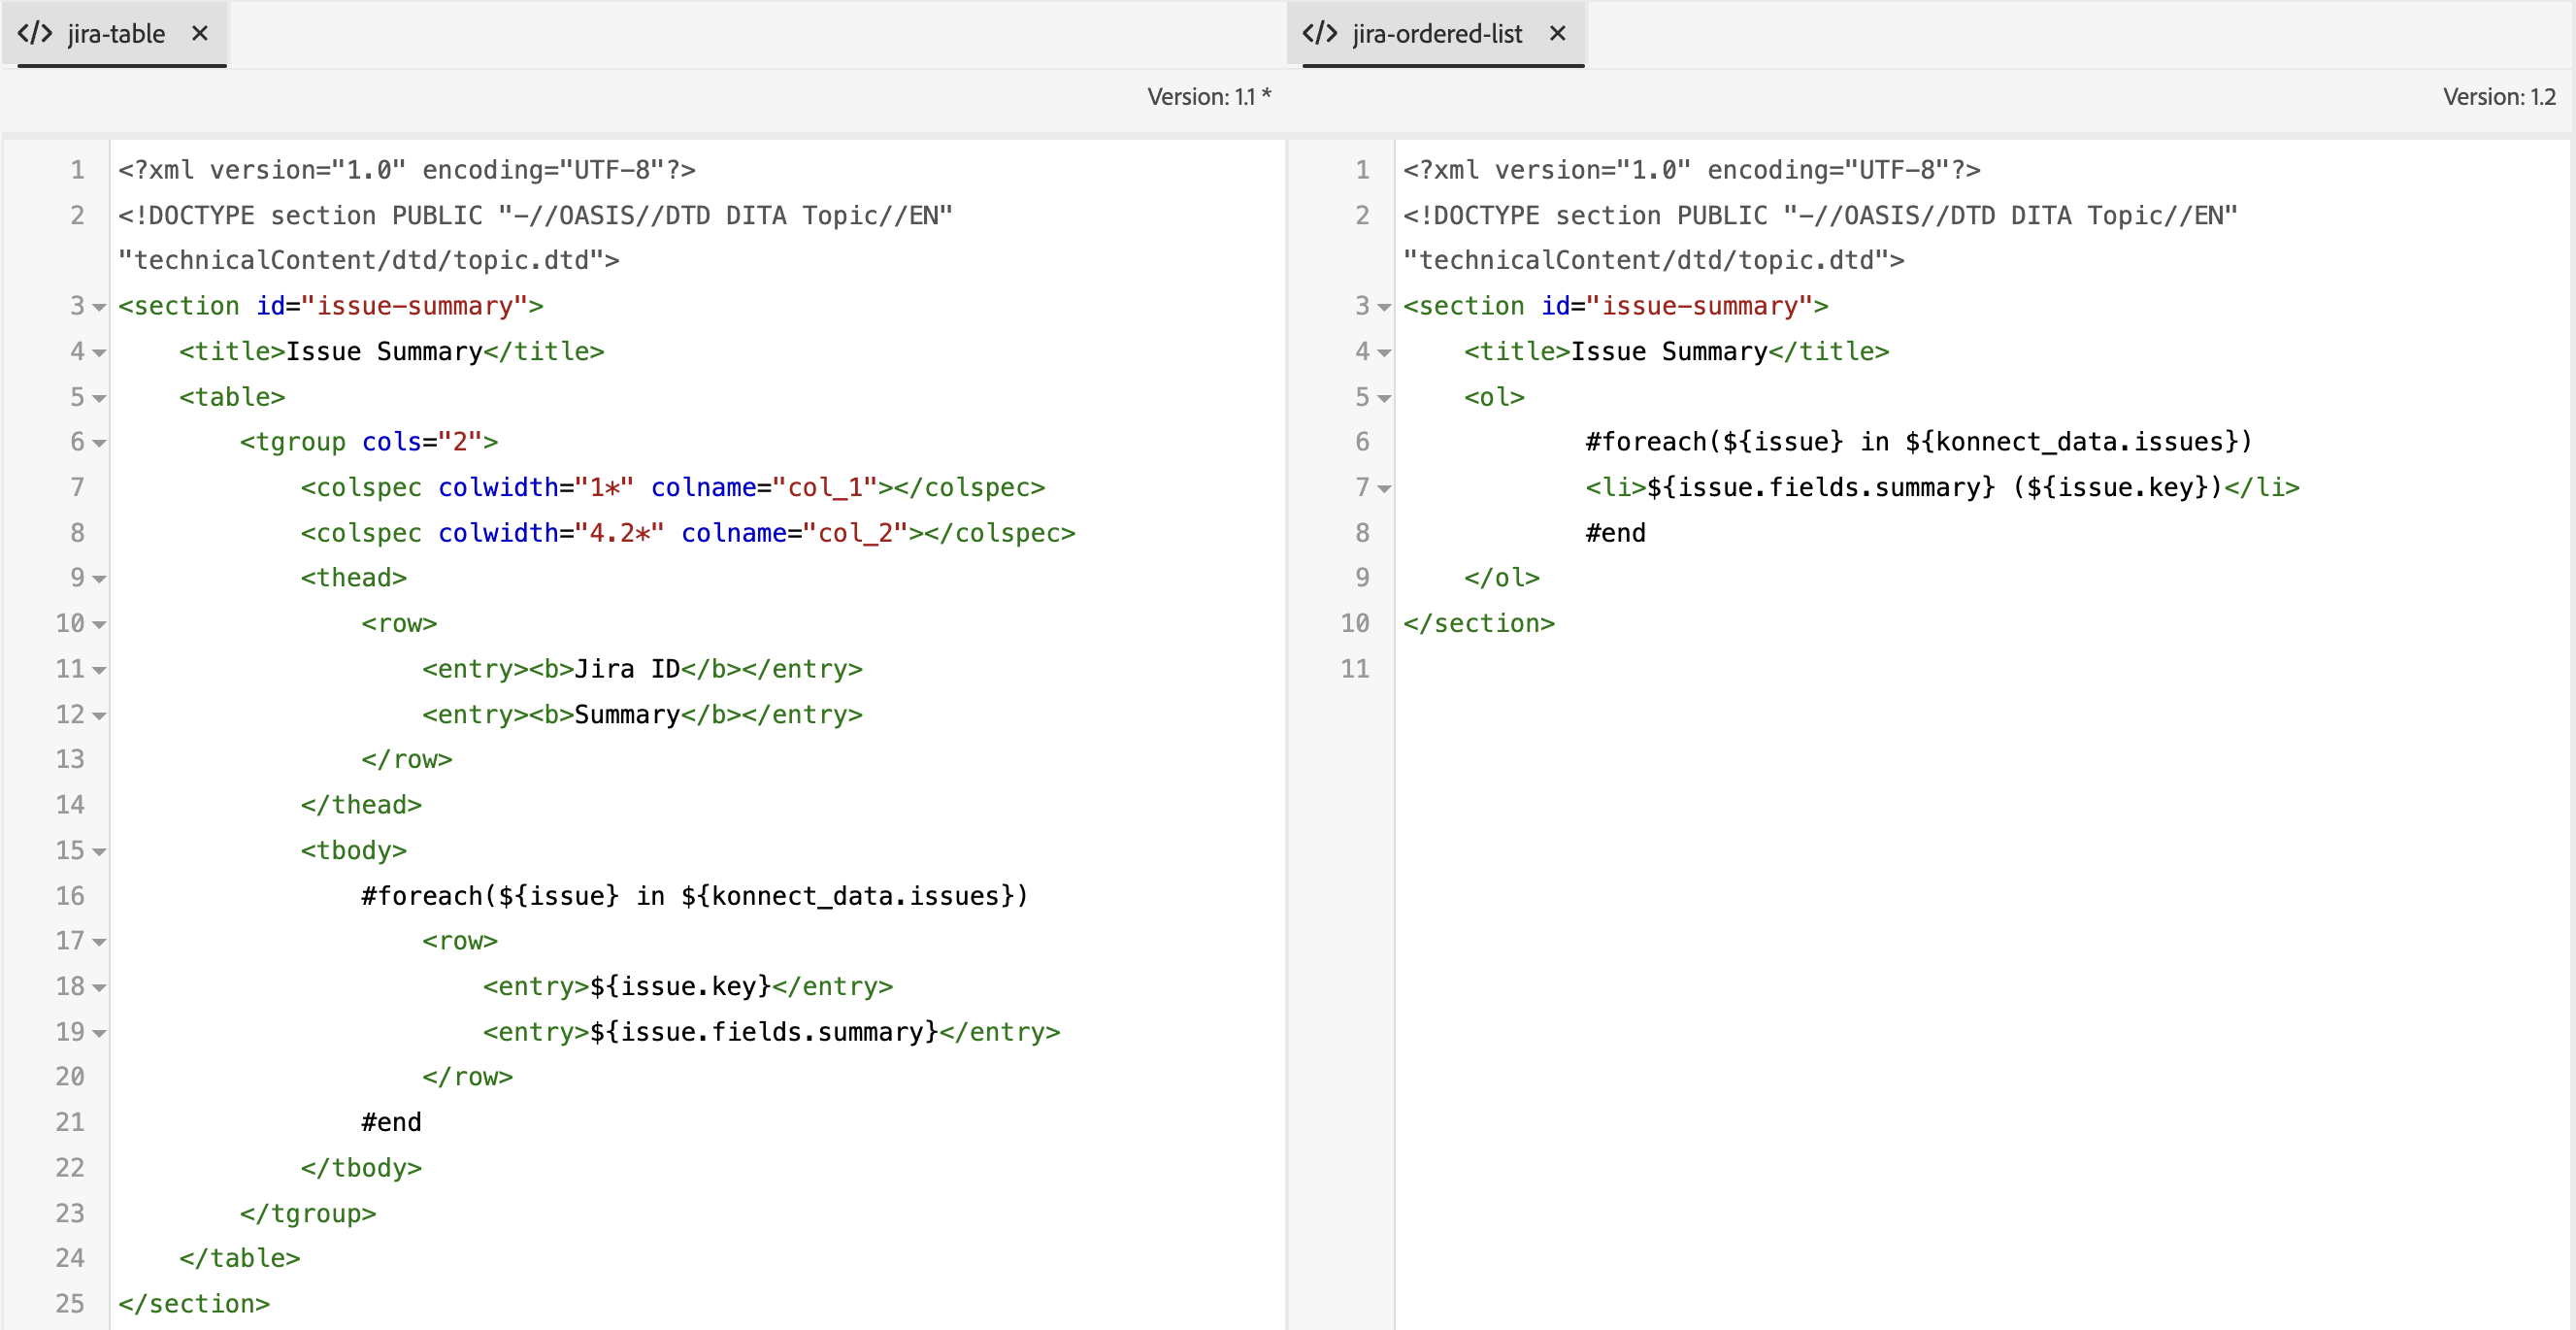 </> jira-table ×
Version: 1.1 *
1 <?xml version="1.0" encoding="UTF-8"?>
2 <!DOCTYPE section PUBLIC "-//OASIS//DTD DITA Topic//EN"
"technicalContent/dtd/topic.dtd">
3 <section id="issue-summary">
4     <title>Issue Summary</title>
5     <table>
6         <tgroup cols="2">
7             <colspec colwidth="1*" colname="col_1"></colspec>
8             <colspec colwidth="4.2*" colname="col_2"></colspec>
9             <thead>
10                 <row>
11                     <entry><b>Jira ID</b></entry>
12                     <entry><b>Summary</b></entry>
13                 </row>
14             </thead>
15             <tbody>
16                 #foreach(${issue} in ${konnect_data.issues})
17                     <row>
18                         <entry>${issue.key}</entry>
19                         <entry>${issue.fields.summary}</entry>
20                     </row>
21                 #end
22             </tbody>
23         </tgroup>
24     </table>
25 </section>
</> jira-ordered-list ×
Version: 1.2
1 <?xml version="1.0" encoding="UTF-8"?>
2 <!DOCTYPE section PUBLIC "-//OASIS//DTD DITA Topic//EN"
"technicalContent/dtd/topic.dtd">
3 <section id="issue-summary">
4     <title>Issue Summary</title>
5     <ol>
6             #foreach(${issue} in ${konnect_data.issues})
7             <li>${issue.fields.summary} (${issue.key})</li>
8             #end
9     </ol>
10 </section>
11